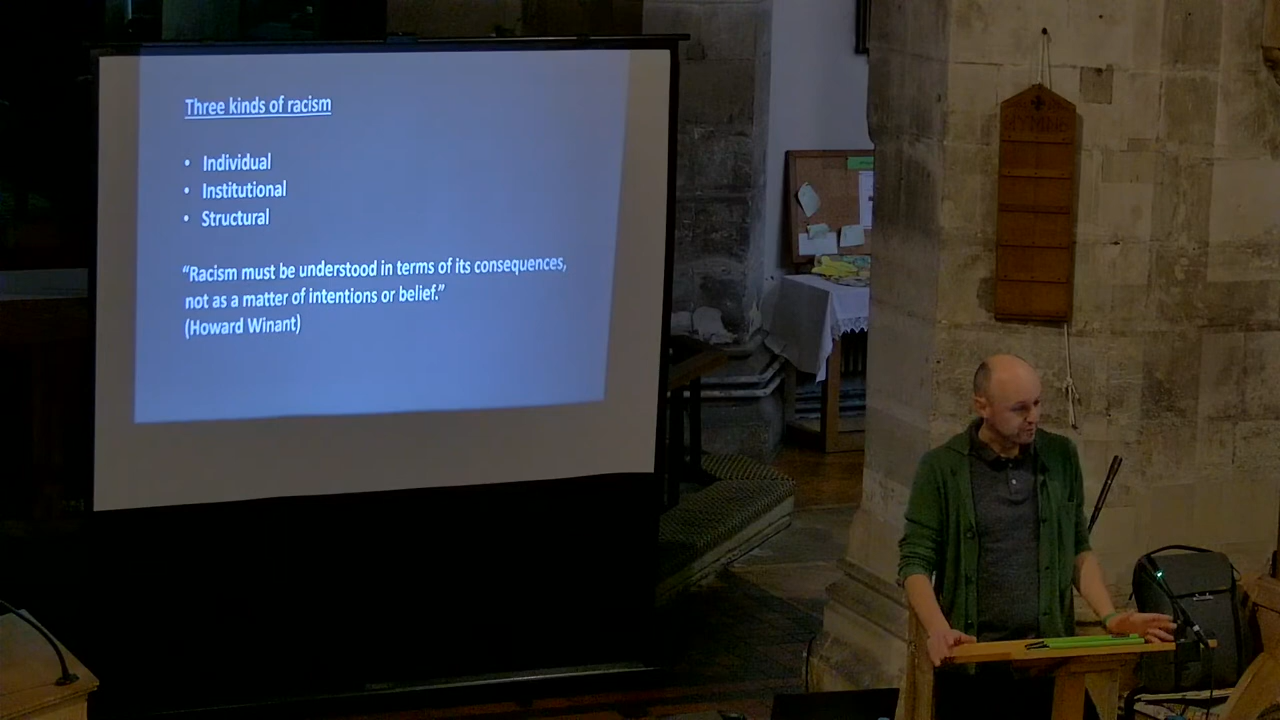 Three kinds of racism
• Individual
• Institutional
• Structural
“Racism must be understood in terms of its consequences,
not as a matter of intentions or belief.”
(Howard Winant)
HYMNS